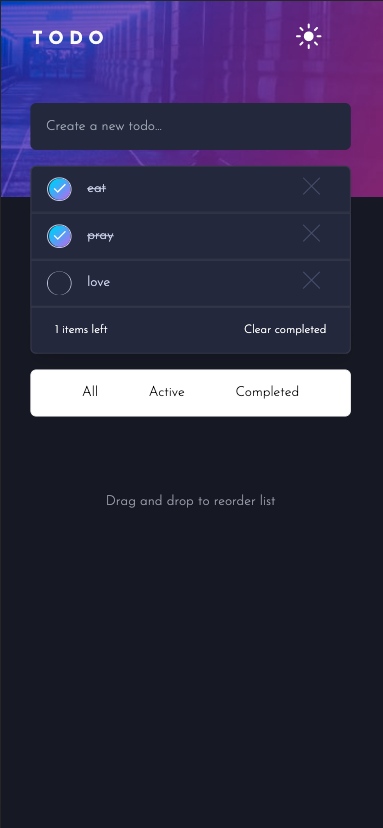 TODO
Create a new todo...
eat
pray
love
1 items left Clear completed
All Active Completed
Drag and drop to reorder list